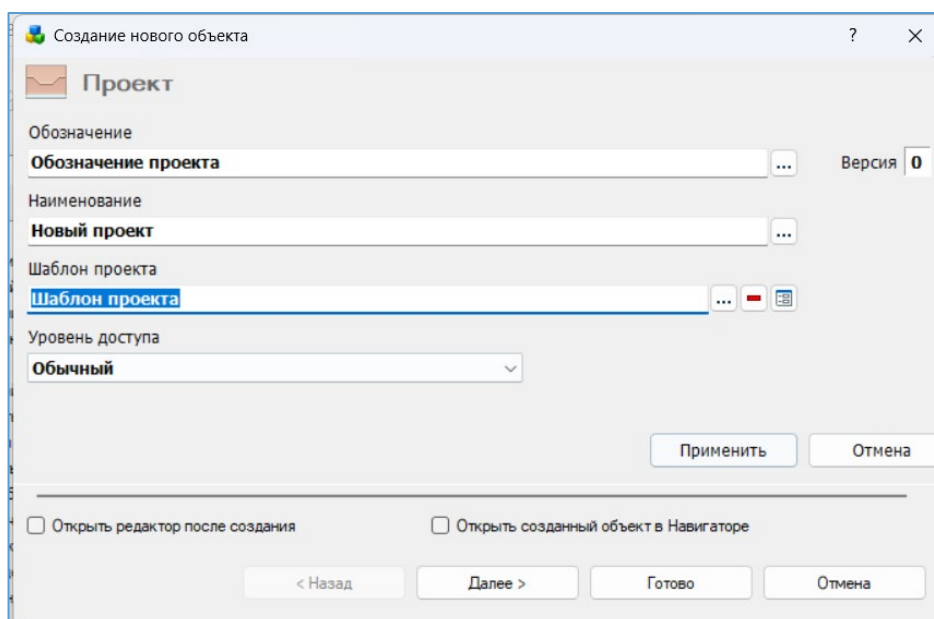 Создание нового объекта ?
Проект
Обозначение
Обозначение проекта ... Версия 0
Наименование
Новый проект ...
Шаблон проекта
Шаблон проекта ...
Уровень доступа
Обычный
Применить Отмена
Открыть редактор после создания Открыть созданный объект в Навигаторе
< Назад Далее > Готово Отмена